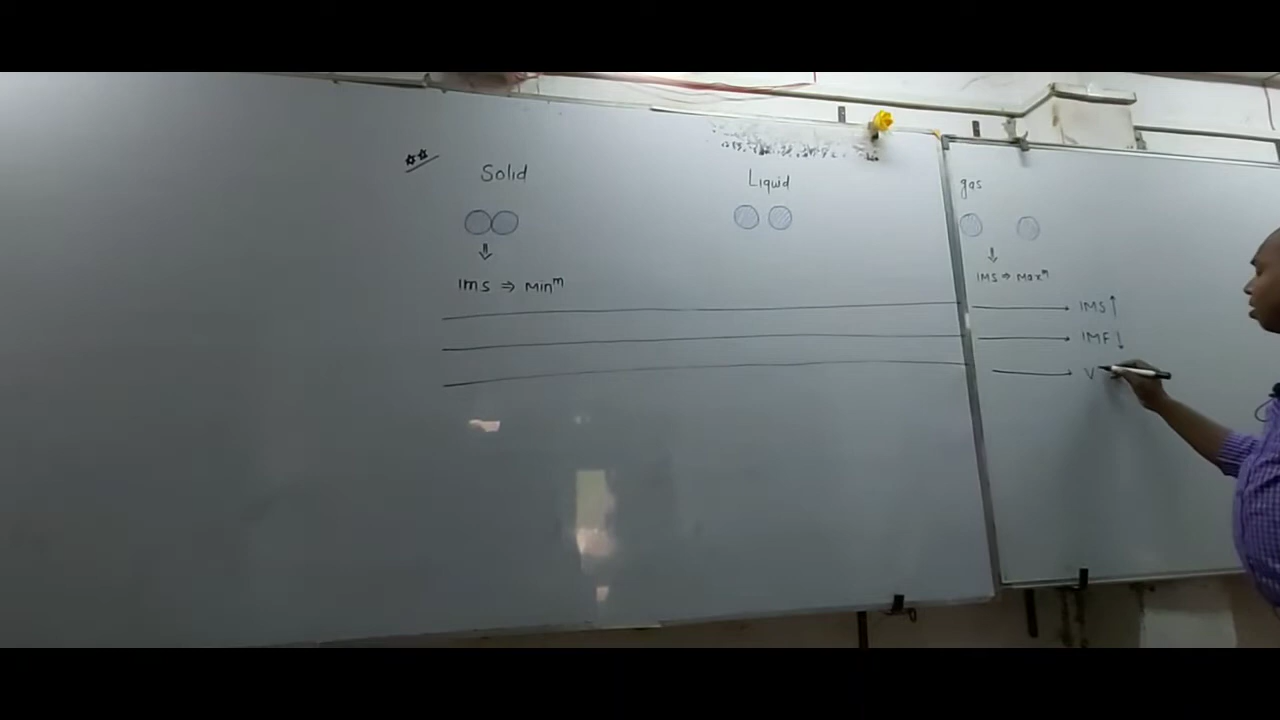 Solid Liquid gas
IMS ⇒ Minᵐ IMS ⇒ Maxᵐ
IMS ↑
IMF ↓
V